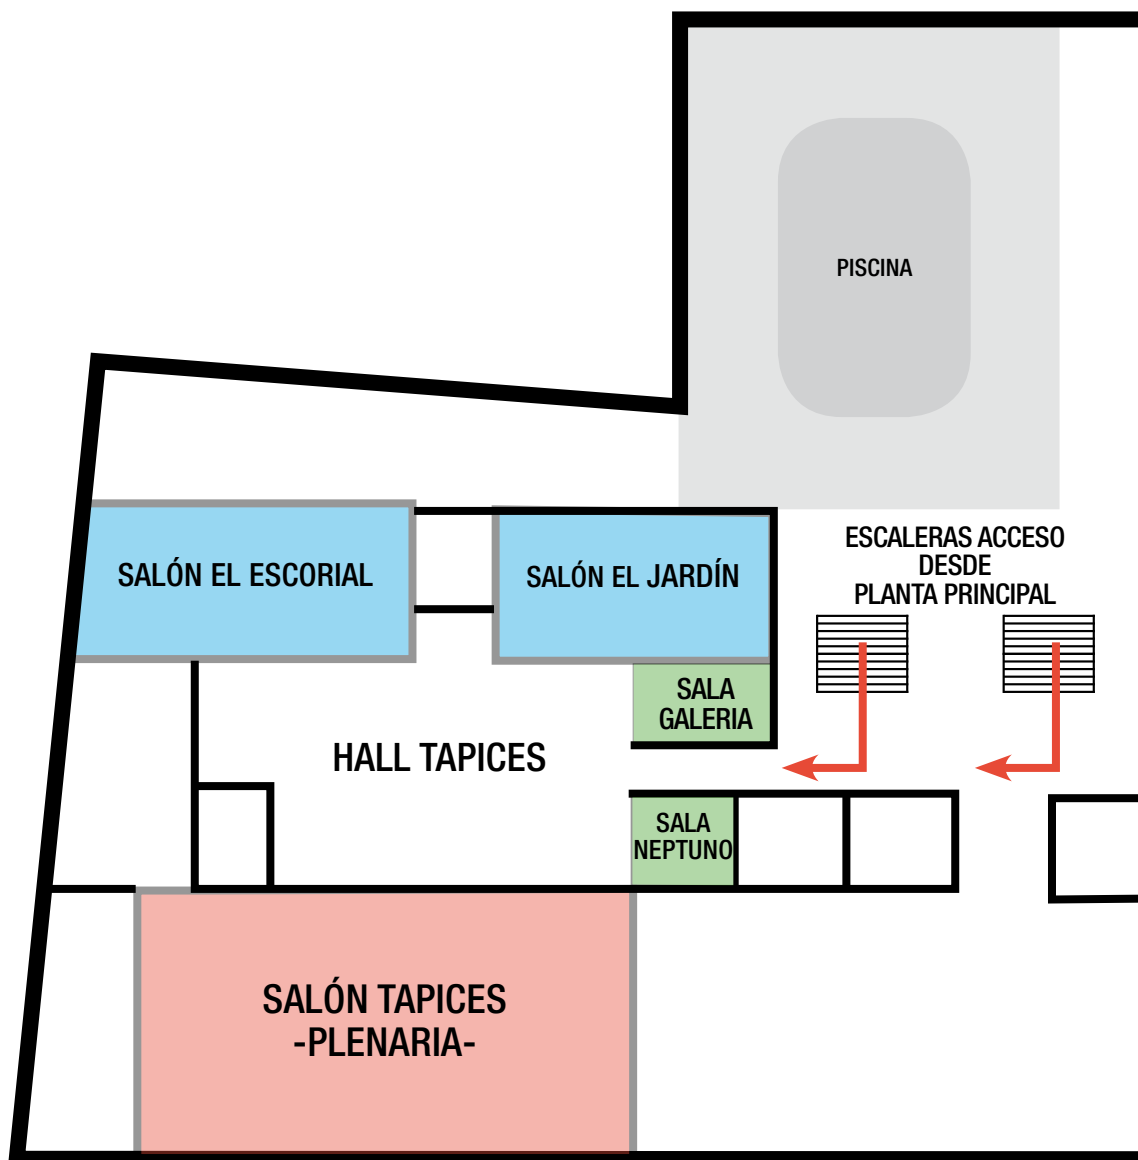 PISCINA
ESCALERAS ACCESO
DESDE
PLANTA PRINCIPAL
SALÓN EL ESCORIAL
SALÓN EL JARDÍN
SALA
GALERIA
HALL TAPICES
SALA
NEPTUNO
SALÓN TAPICES
-PLENARIA-